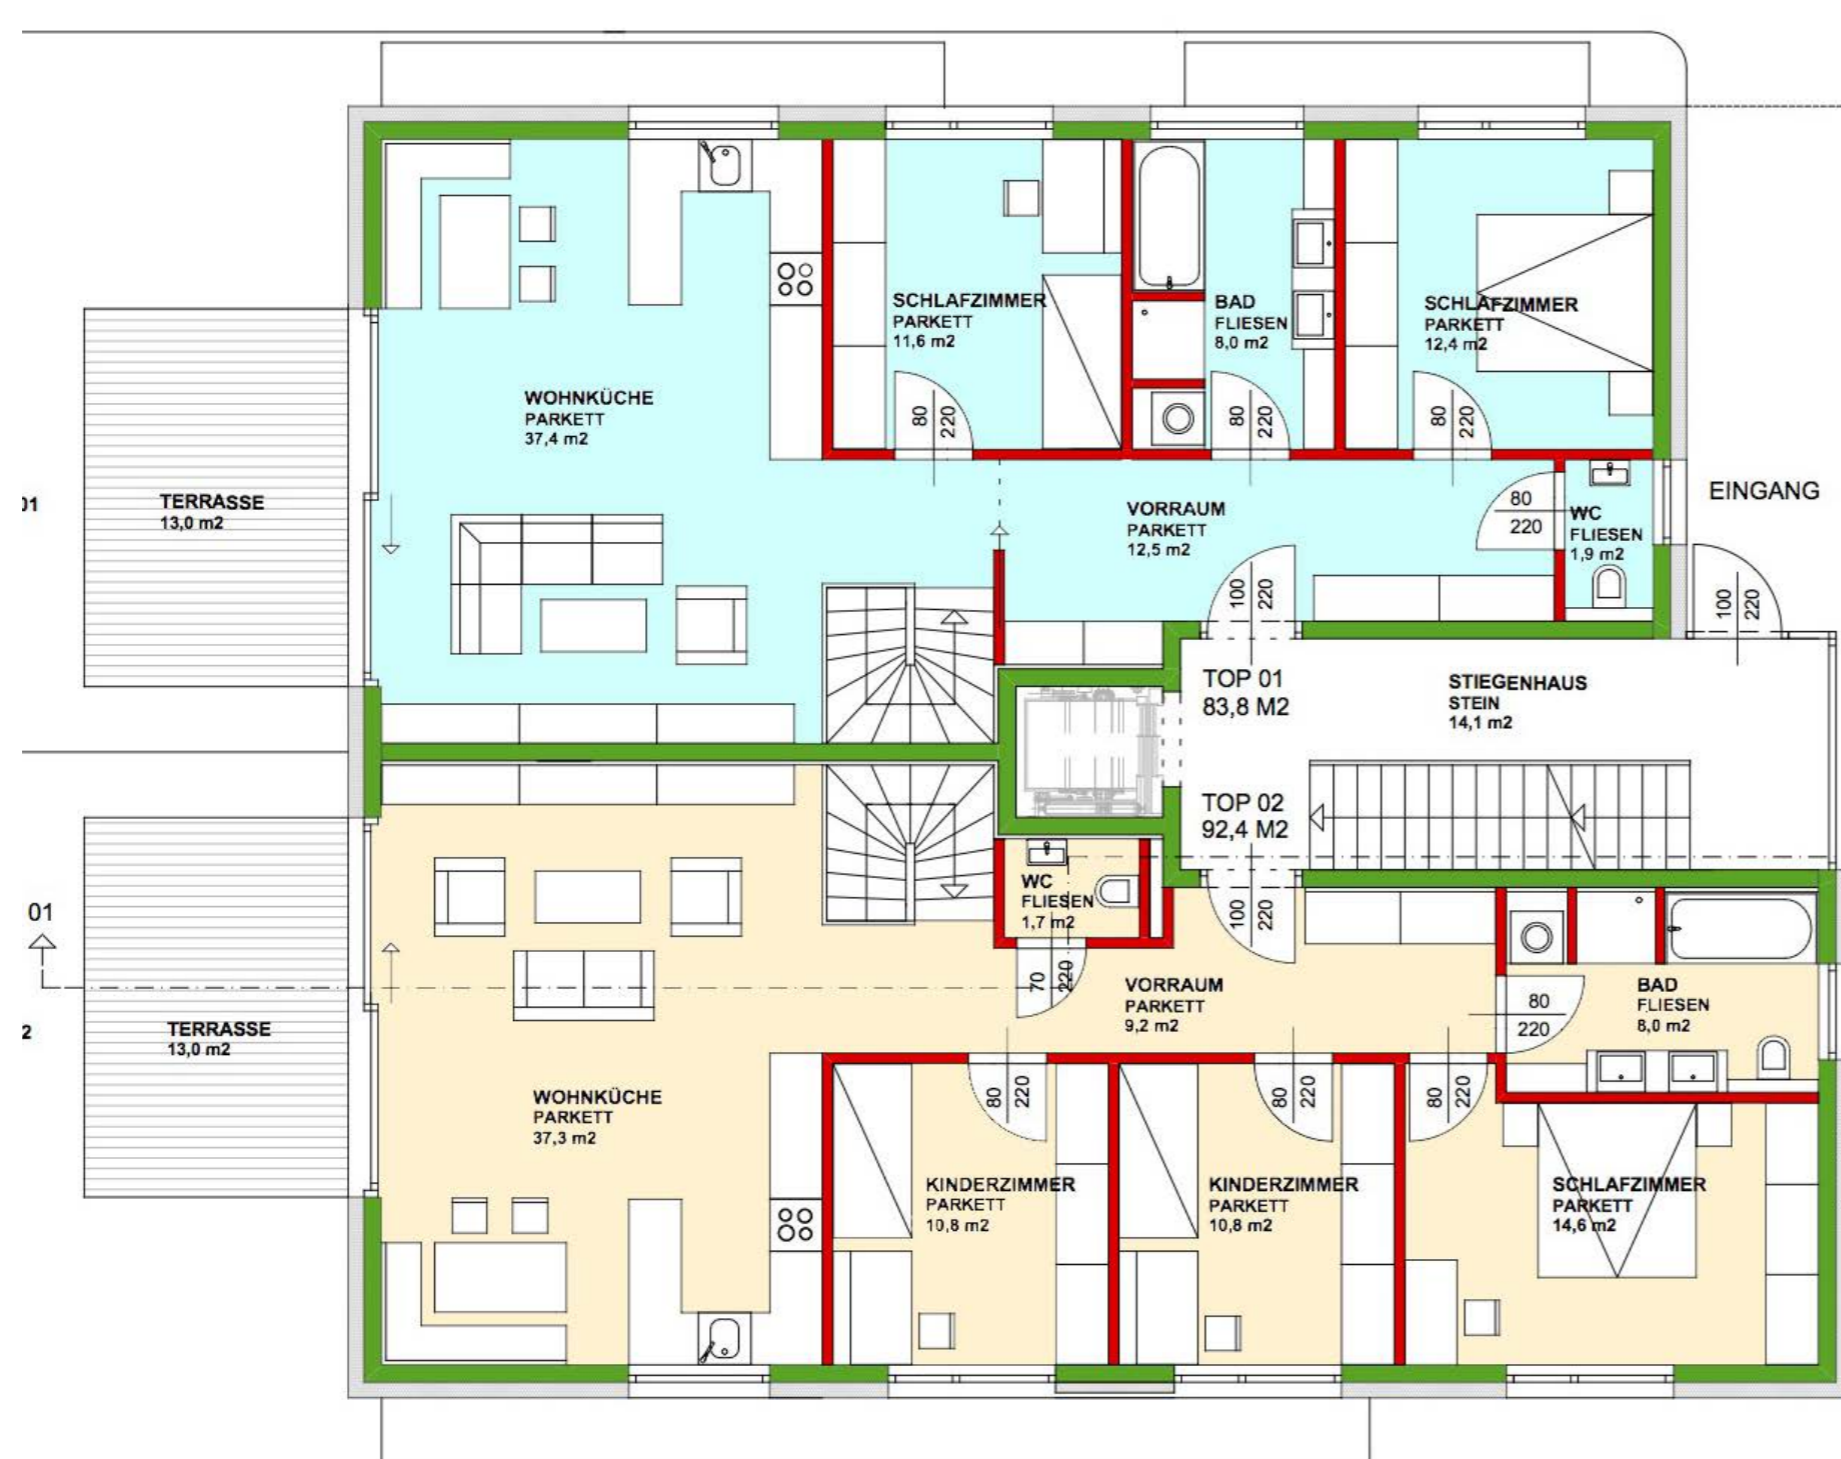 SCHLAFZIMMER
PARKETT
11,6 m2
BAD
FLIESEN
8,0 m2
SCHLAFZIMMER
PARKETT
12,4 m2
80
220
80
220
80
220
WOHNKÜCHE
PARKETT
37,4 m2
TERRASSE
13,0 m2
01
VORRAUM
PARKETT
12,5 m2
80
220
WC
FLIESEN
1,9 m2
EINGANG
100
220
100
220
TOP 01
83,8 M2
STIEGENHAUS
STEIN
14,1 m2
TOP 02
92,4 M2
WC
FLIESEN
1,7 m2
100
220
01
70
220
VORRAUM
PARKETT
9,2 m2
80
220
BAD
FLIESEN
8,0 m2
2
TERRASSE
13,0 m2
WOHNKÜCHE
PARKETT
37,3 m2
80
220
80
220
80
220
KINDERZIMMER
PARKETT
10,8 m2
KINDERZIMMER
PARKETT
10,8 m2
SCHLAFZIMMER
PARKETT
14,6 m2